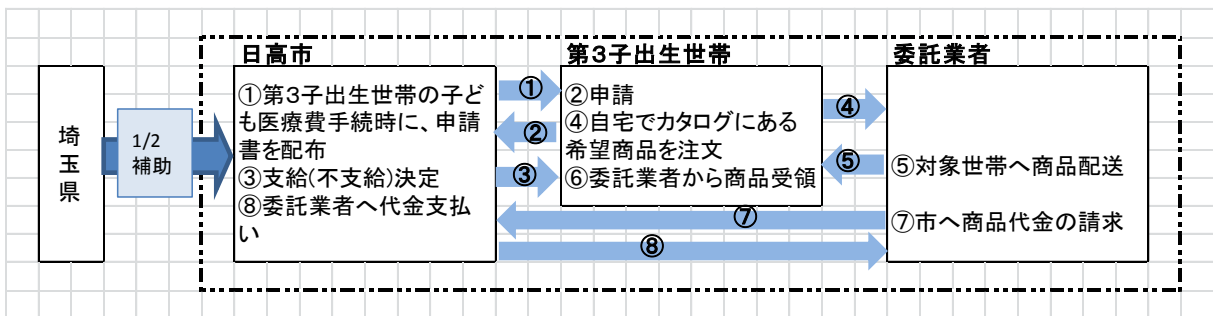 埼玉県
1/2
補助
日高市
①第3子出生世帯の子ど
も医療費手続時に、申請
書を配布
③支給(不支給)決定
⑧委託業者へ代金支払
い
①
②
③
第3子出生世帯
②申請
④自宅でカタログにある
希望商品を注文
⑥委託業者から商品受領
④
⑤
⑦
⑧
委託業者
⑤対象世帯へ商品配送
⑦市へ商品代金の請求